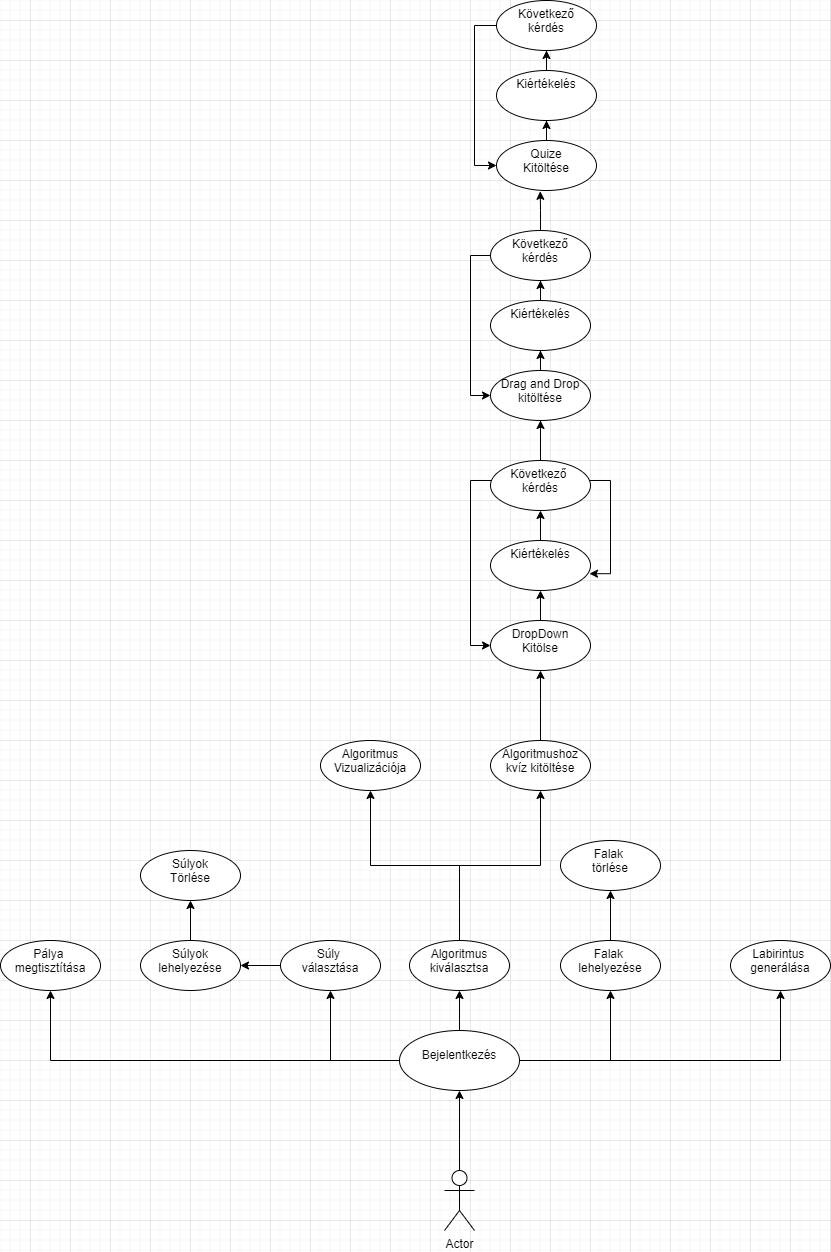 Következő
kérdés
Kiértékelés
Quize
Kitöltése
Következő
kérdés
Kiértékelés
Drag and Drop
kitöltése
Következő
kérdés
Kiértékelés
DropDown
Kitölse
Algoritmus
Vizualizációja
Algoritmushoz
kvíz kitöltése
Súlyok
Törlése
Falak
törlése
Pálya
megtisztítása
Súlyok
lehelyezése
Súly
választása
Algoritmus
kiválasztsa
Falak
lehelyezése
Labirintus
generálása
Bejelentkezés
Actor